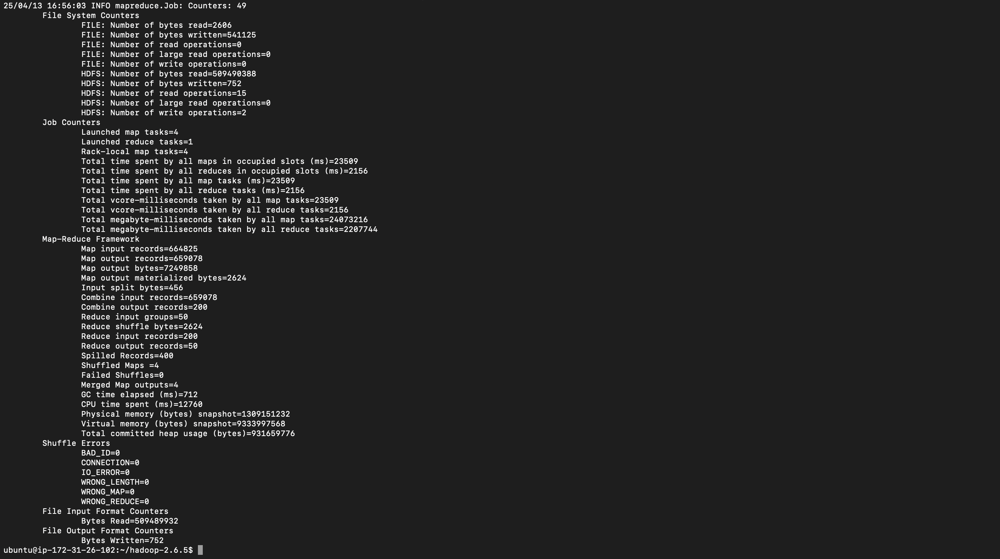 25/04/13 16:56:03 INFO mapreduce.Job: Counters: 49
File System Counters
FILE: Number of bytes read=2606
FILE: Number of bytes written=541125
FILE: Number of read operations=0
FILE: Number of large read operations=0
FILE: Number of write operations=0
HDFS: Number of bytes read=509490388
HDFS: Number of bytes written=752
HDFS: Number of read operations=15
HDFS: Number of large read operations=0
HDFS: Number of write operations=2
Job Counters
Launched map tasks=4
Launched reduce tasks=1
Rack-local map tasks=4
Total time spent by all maps in occupied slots (ms)=23509
Total time spent by all reduces in occupied slots (ms)=2156
Total time spent by all map tasks (ms)=23509
Total time spent by all reduce tasks (ms)=2156
Total vcore-milliseconds taken by all map tasks=23509
Total vcore-milliseconds taken by all reduce tasks=2156
Total megabyte-milliseconds taken by all map tasks=24073216
Total megabyte-milliseconds taken by all reduce tasks=2207744
Map-Reduce Framework
Map input records=664825
Map output records=659078
Map output bytes=7249858
Map output materialized bytes=2624
Input split bytes=456
Combine input records=659078
Combine output records=200
Reduce input groups=50
Reduce shuffle bytes=2624
Reduce input records=200
Reduce output records=50
Spilled Records=400
Shuffled Maps =4
Failed Shuffles=0
Merged Map outputs=4
GC time elapsed (ms)=712
CPU time spent (ms)=12760
Physical memory (bytes) snapshot=1309151232
Virtual memory (bytes) snapshot=9333997568
Total committed heap usage (bytes)=931659776
Shuffle Errors
BAD_ID=0
CONNECTION=0
IO_ERROR=0
WRONG_LENGTH=0
WRONG_MAP=0
WRONG_REDUCE=0
File Input Format Counters
Bytes Read=509489932
File Output Format Counters
Bytes Written=752
ubuntu@ip-172-31-26-102:~/hadoop-2.6.5$